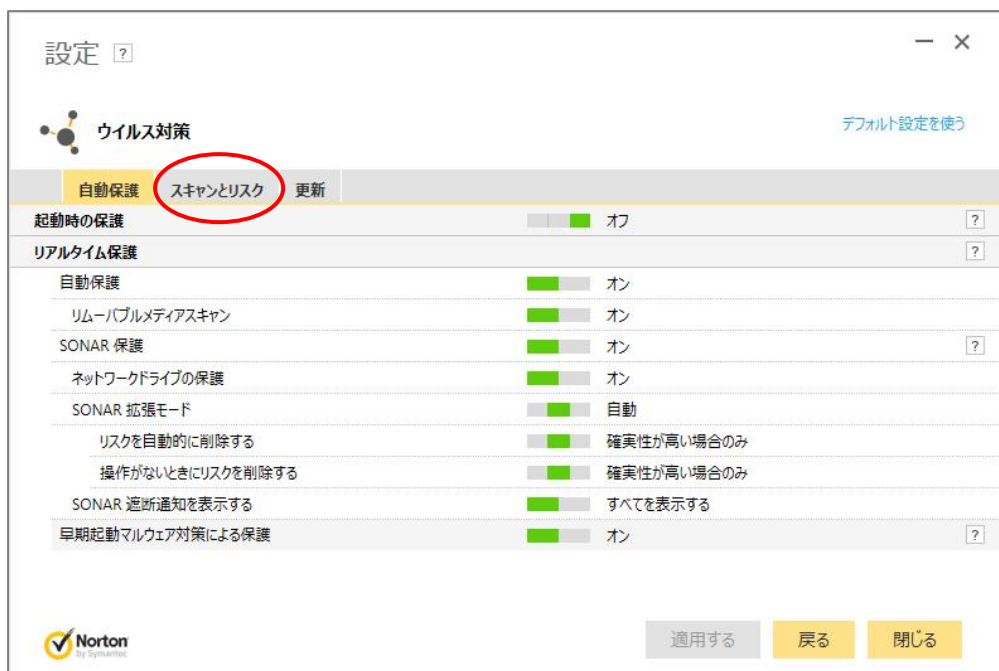 設定 ?
ウイルス対策
デフォルト設定を使う
自動保護 スキャンとリスク 更新
起動時の保護 オフ ?
リアルタイム保護 ?
自動保護 オン
リムーバブルメディアスキャン オン
SONAR 保護 オン ?
ネットワークドライブの保護 オン
SONAR 拡張モード 自動
リスクを自動的に削除する 確実性が高い場合のみ
操作がないときにリスクを削除する 確実性が高い場合のみ
SONAR 遮断通知を表示する すべてを表示する
早期起動マルウェア対策による保護 オン ?
Norton
by Symantec
適用する 戻る 閉じる